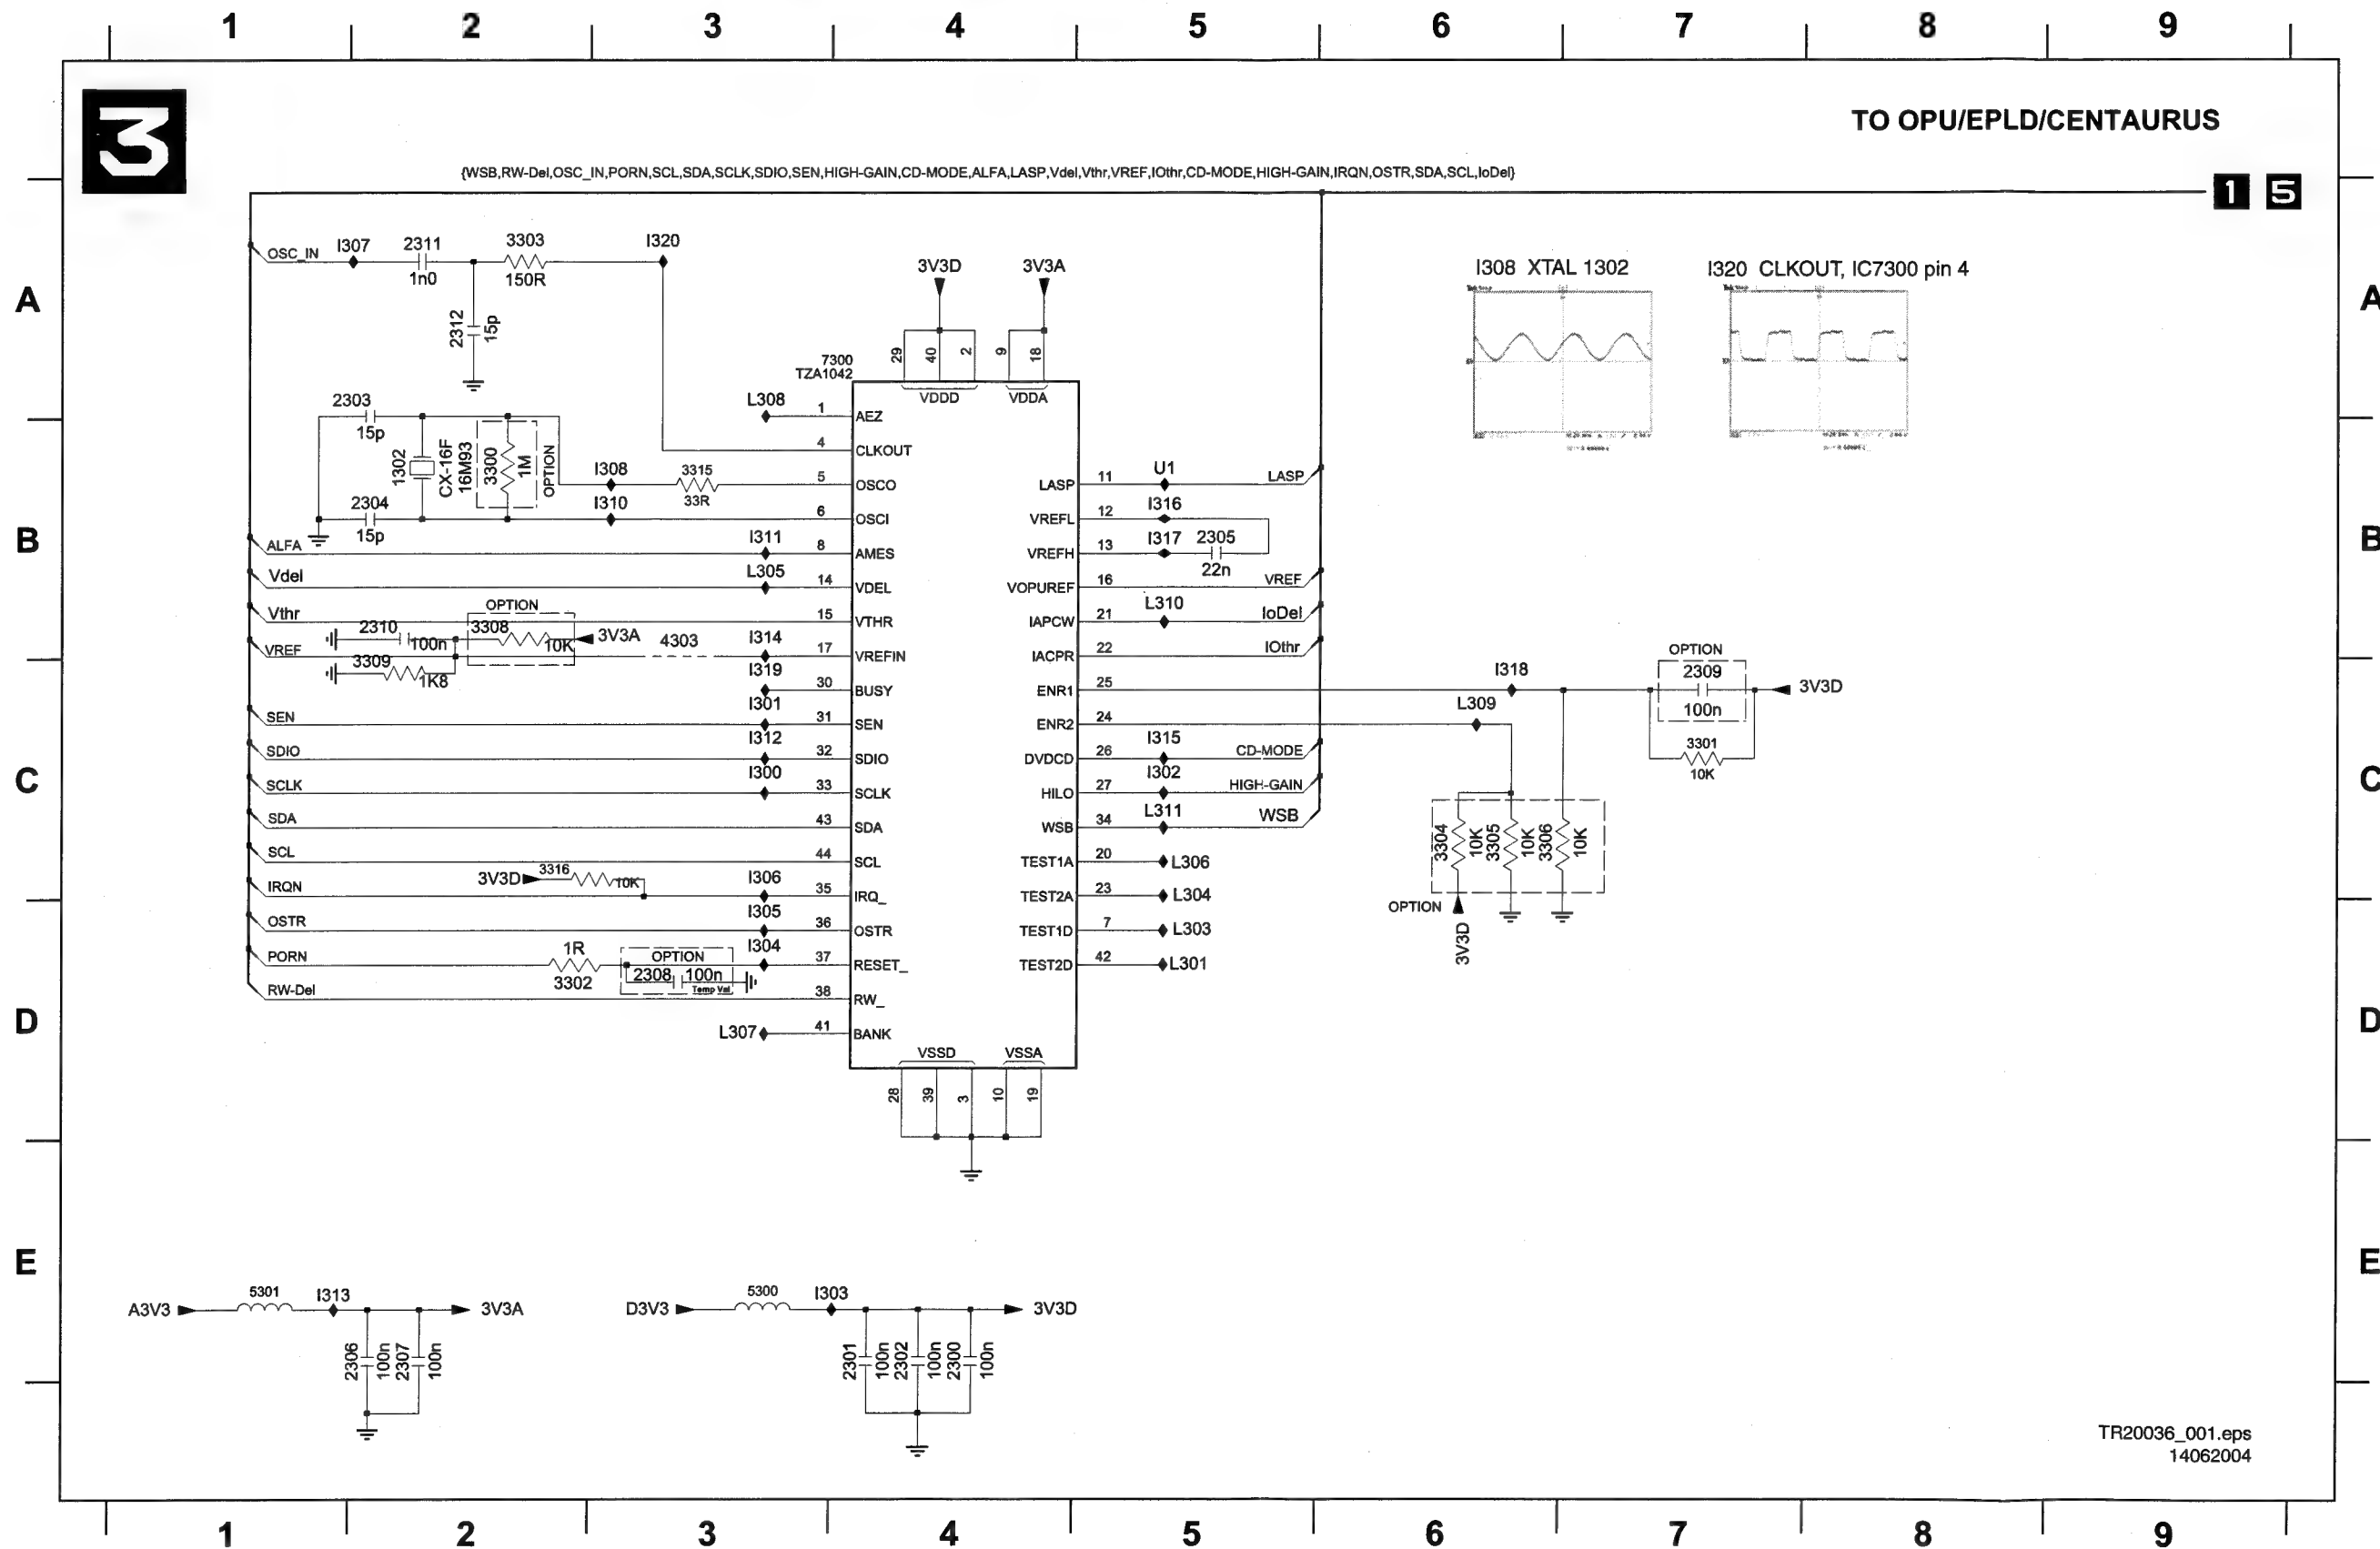 1 2 3 4 5 6 7 8 9
3
TO OPU/EPLD/CENTAURUS
{WSB,RW-Del,OSC_IN,PORN,SCL,SDA,SCLK,SDIO,SEN,HIGH-GAIN,CD-MODE,ALFA,LASP,Vdel,Vthr,VREF,IOthr,CD-MODE,HIGH-GAIN,IRQN,OSTR,SDA,SCL,IoDel}
1 5
A A
OSC_IN I307 2311 3303 I320
1n0 150R
2312 15p
3V3D 3V3A
I308 XTAL 1302
I320 CLKOUT, IC7300 pin 4
7300
TZA1042
29 40 2 9 18
VDDD VDDA
2303
15p
L308 1 AEZ
4 CLKOUT
1302
CX-16F
16M93
3300
1M
OPTION
I308 3315 5 OSCO
33R
2304
15p
I310 6 OSCI
B B
ALFA I311 8 AMES
Vdel L305 14 VDEL
Vthr 15 VTHR
OPTION
2310 100n 3308 10K 3V3A
VREF 4303 I314 17 VREFIN
3309 1K8
I319 30 BUSY
SEN I301 31 SEN
SDIO I312 32 SDIO
SCLK I300 33 SCLK
SDA 43 SDA
SCL 44 SCL
3V3D 3316 10K
IRQN I306 35 IRQ_
OSTR I305 36 OSTR
PORN 1R I304 37 RESET_
3302
OPTION
2308 100n
Temp Val
RW-Del 38 RW_
L307 41 BANK
LASP 11 U1 LASP
VREFL 12 I316
VREFH 13 I317 2305
22n
VOPUREF 16 VREF
IAPCW 21 L310 IoDel
IACPR 22 IOthr
ENR1 25 I318
ENR2 24 L309
OPTION
2309
100n
3V3D
3301
10K
DVDCD 26 I315 CD-MODE
HILO 27 I302 HIGH-GAIN
WSB 34 L311 WSB
TEST1A 20 L306
TEST2A 23 L304
TEST1D 7 L303
TEST2D 42 L301
C C
3304 10K 3305 10K 3306 10K
OPTION
3V3D
D D
VSSD VSSA
28 39 3 10 19
E E
A3V3 5301 I313 3V3A
2306 100n 2307 100n
D3V3 5300 I303 3V3D
2301 100n 2302 100n 2300 100n
TR20036_001.eps
14062004
1 2 3 4 5 6 7 8 9